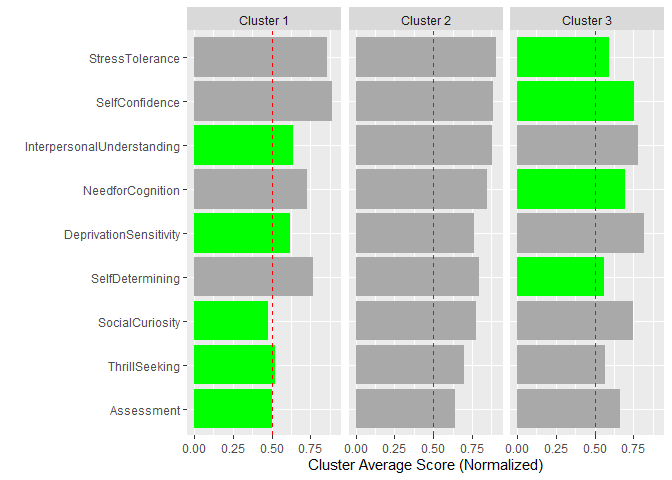 Cluster 1 Cluster 2 Cluster 3
StressTolerance
SelfConfidence
InterpersonalUnderstanding
NeedforCognition
DeprivationSensitivity
SelfDetermining
SocialCuriosity
ThrillSeeking
Assessment
0.00 0.25 0.50 0.75 0.00 0.25 0.50 0.75 0.00 0.25 0.50 0.75
Cluster Average Score (Normalized)